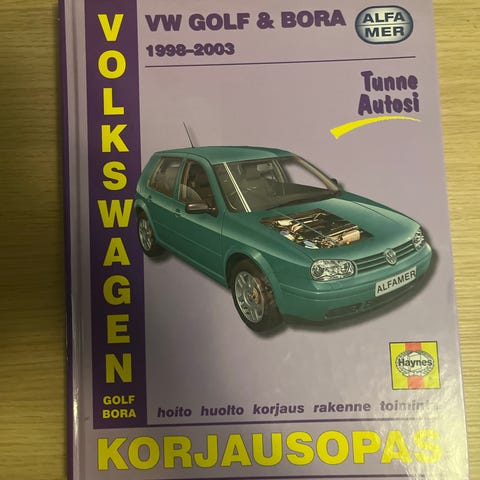 VW GOLF & BORA
1998–2003
ALFA
MER
Tunne
Autosi
VOLKSWAGEN
GOLF
BORA
ALFAMER
Haynes
hoito huolto korjaus rakenne toiminta
KORJAUSOPAS